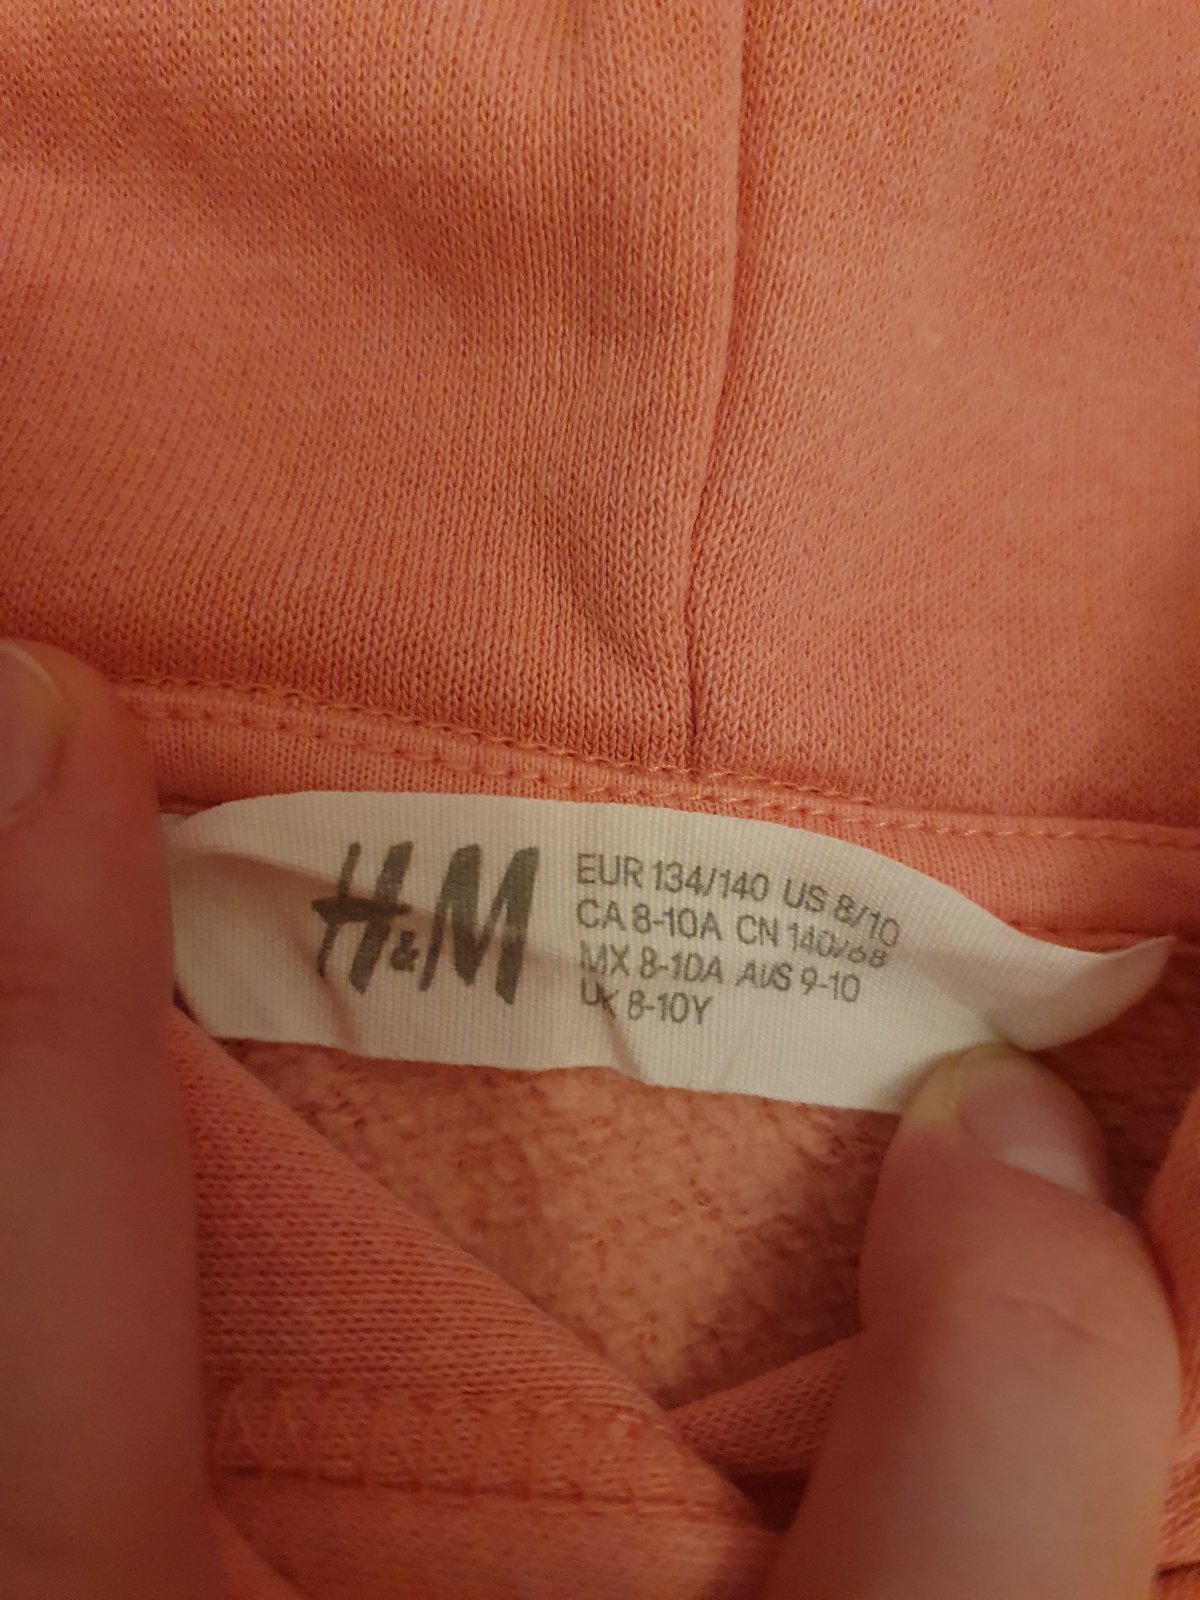 H&M
EUR 134/140 US 8/10
CA 8-10A CN 140/68
MX 8-10A AUS 9-10
UK 8-10Y